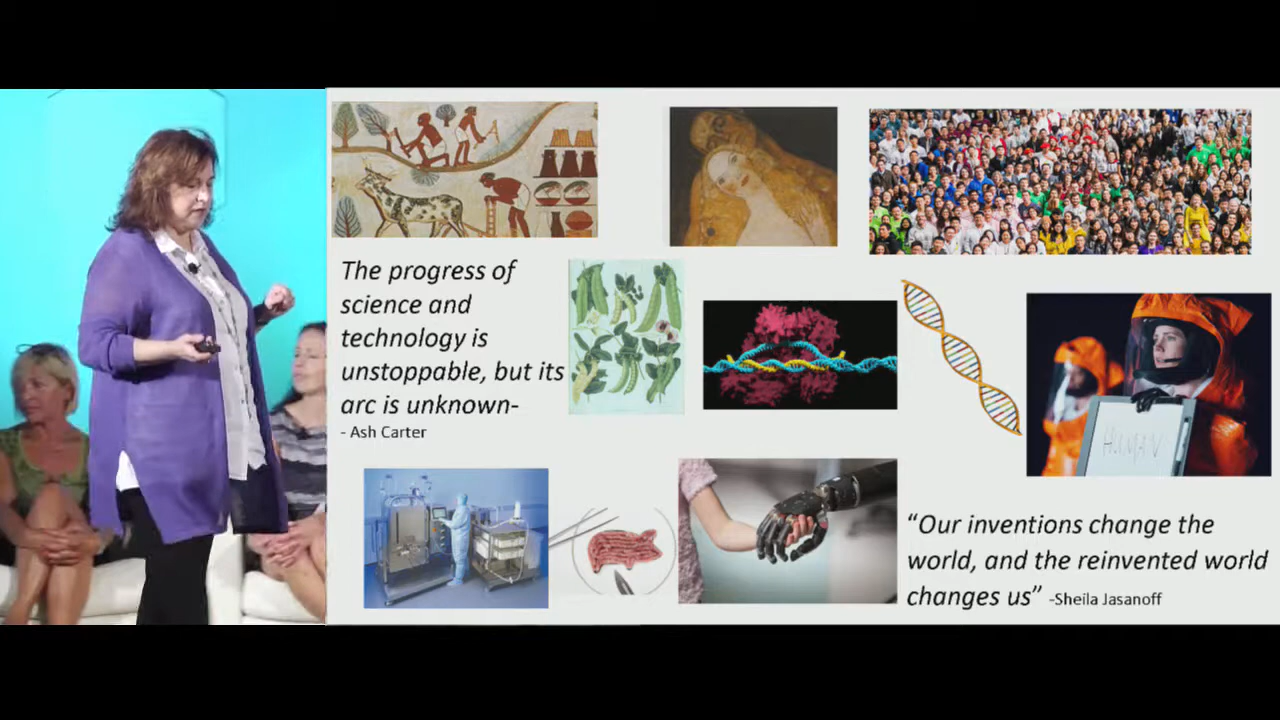 The progress of
science and
technology is
unstoppable, but its
arc is unknown-
- Ash Carter
HUMAN
“Our inventions change the
world, and the reinvented world
changes us” -Sheila Jasanoff